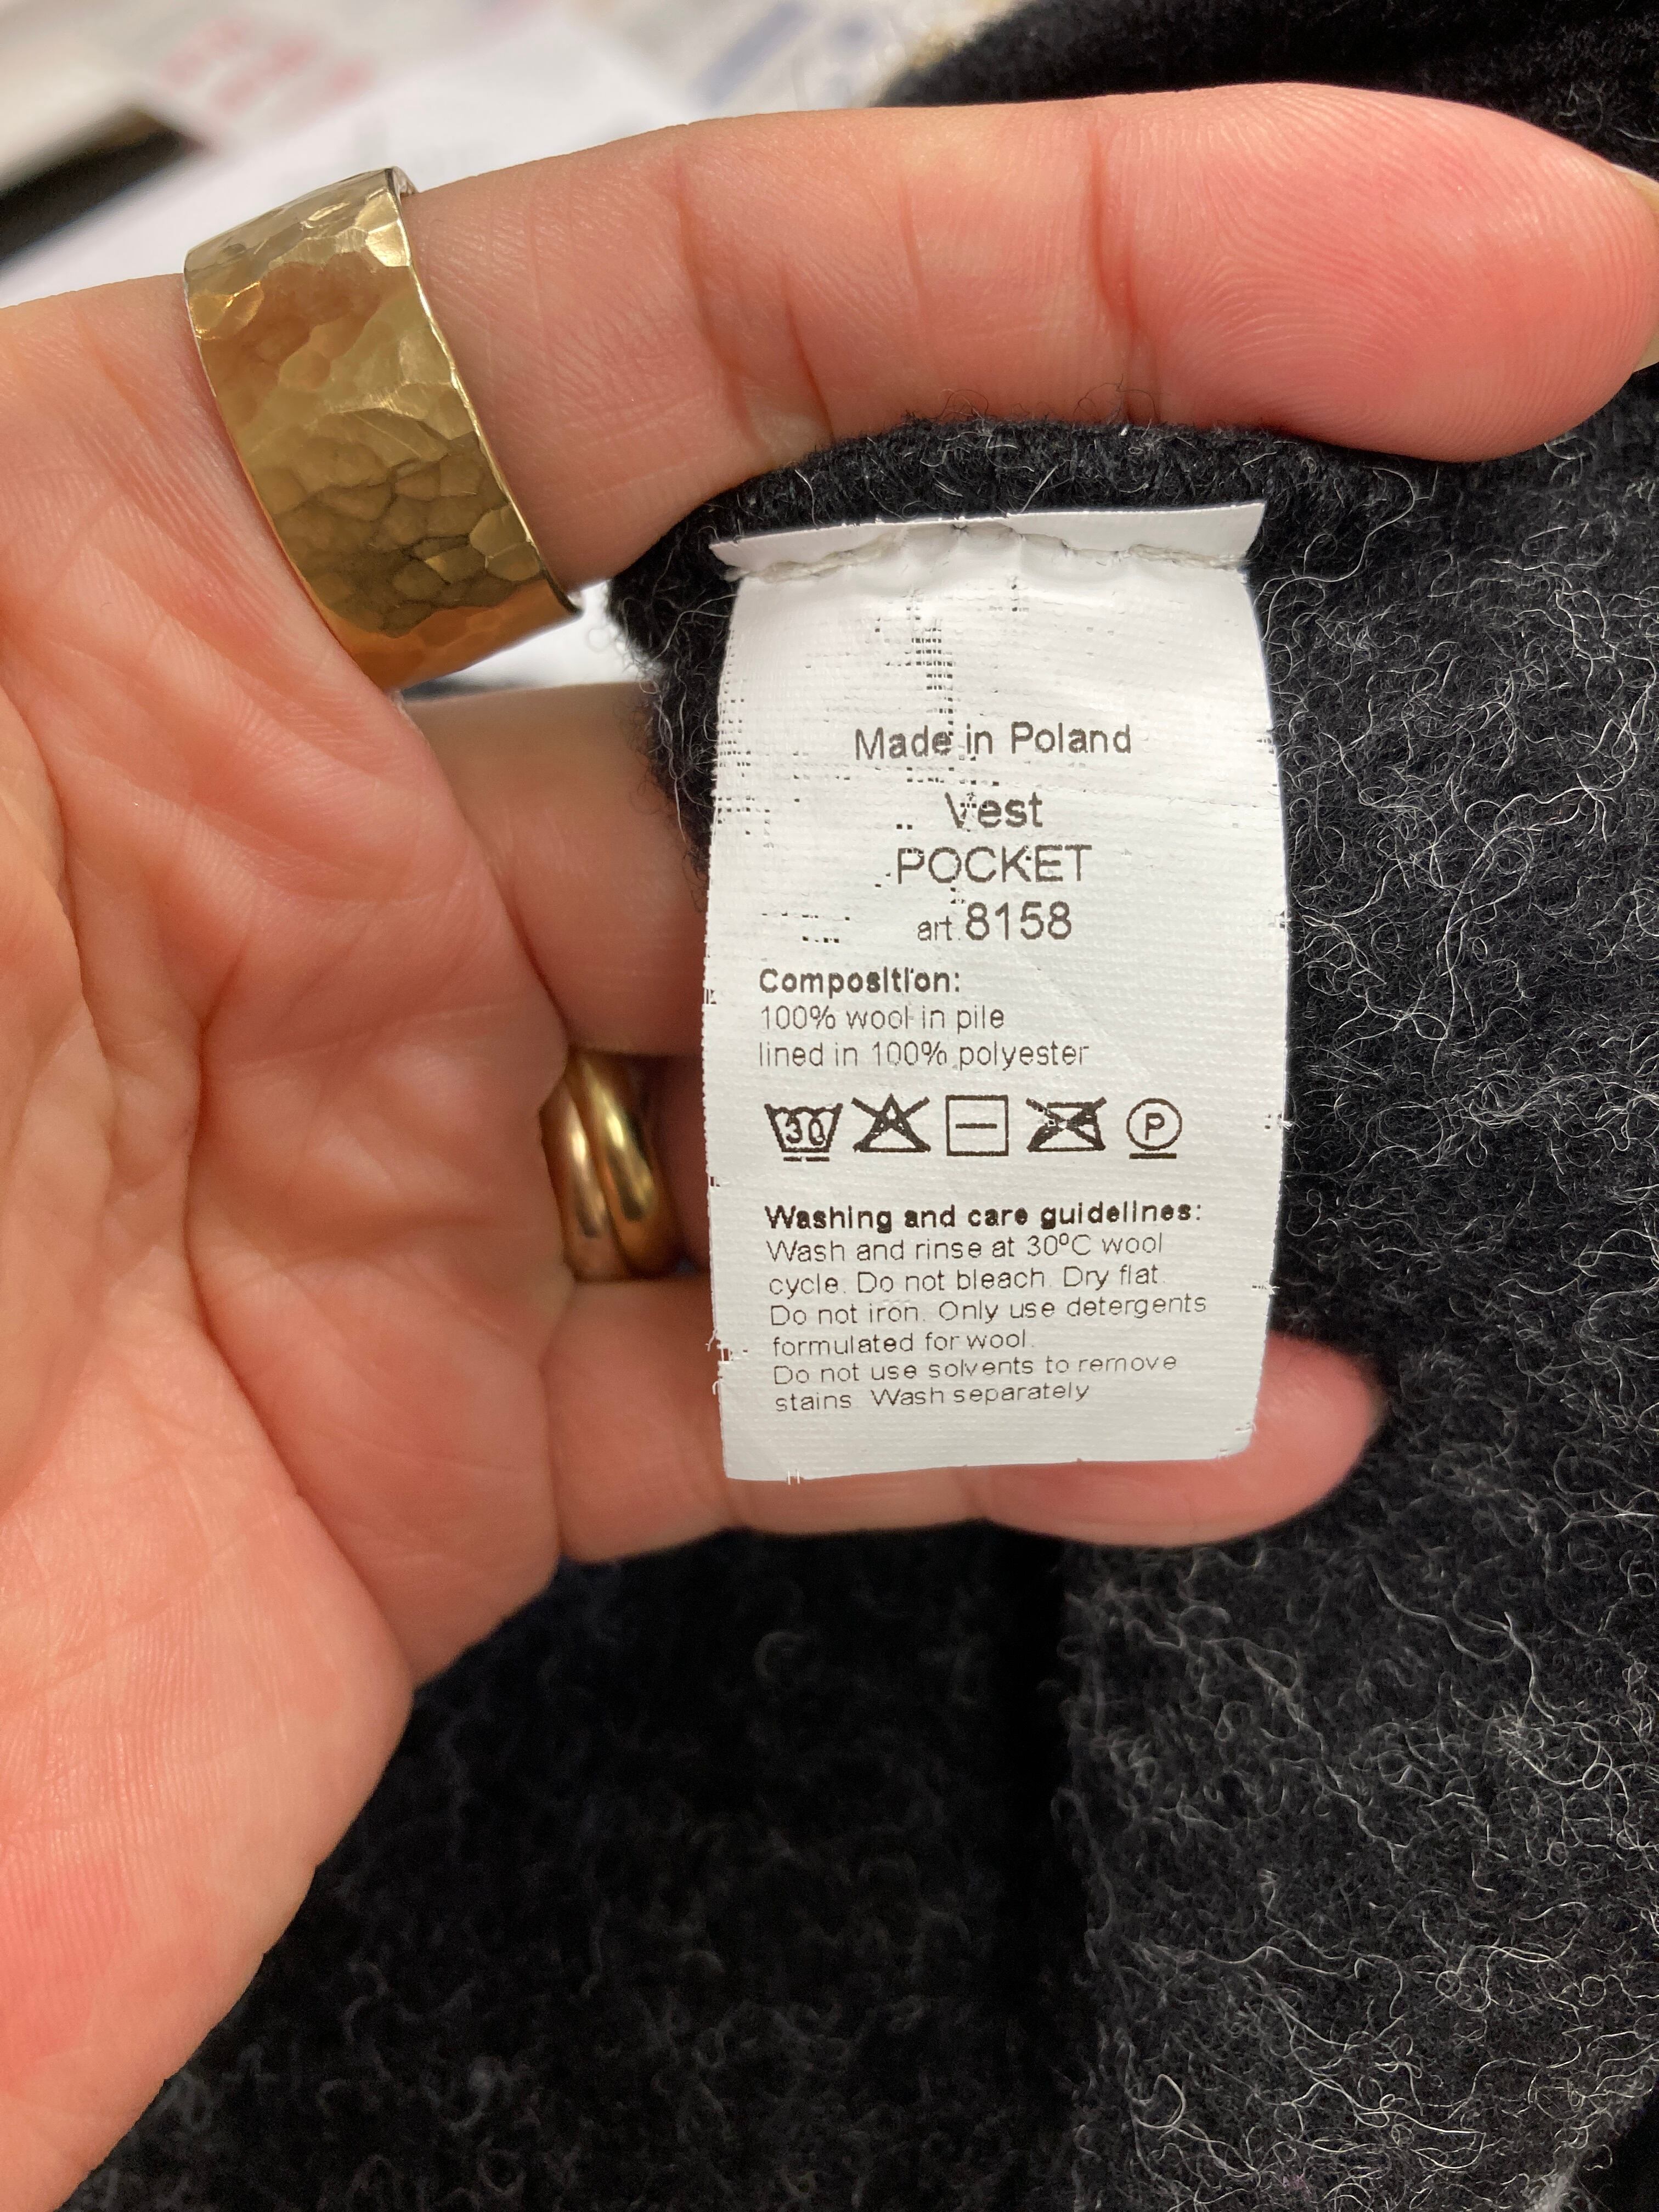 Made in Poland
Vest
POCKET
art. 8158
Composition:
100% wool in pile
lined in 100% polyester
30 P
Washing and care guidelines:
Wash and rinse at 30ºC wool
cycle. Do not bleach. Dry flat.
Do not iron. Only use detergents
formulated for wool.
Do not use solvents to remove
stains. Wash separately